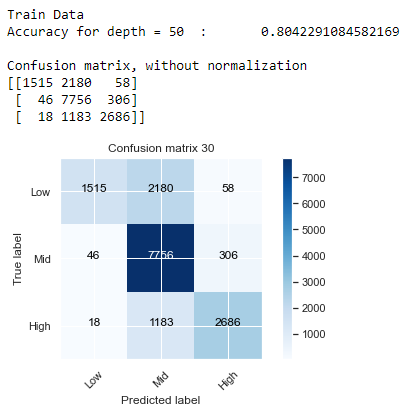 Train Data
Accuracy for depth = 50  :       0.8042291084582169
Confusion matrix, without normalization
[[1515 2180   58]
 [  46 7756  306]
 [  18 1183 2686]]
Confusion matrix 30
Low 1515 2180 58
Mid 46 7756 306
High 18 1183 2686
True label
Low Mid High
Predicted label
7000
6000
5000
4000
3000
2000
1000